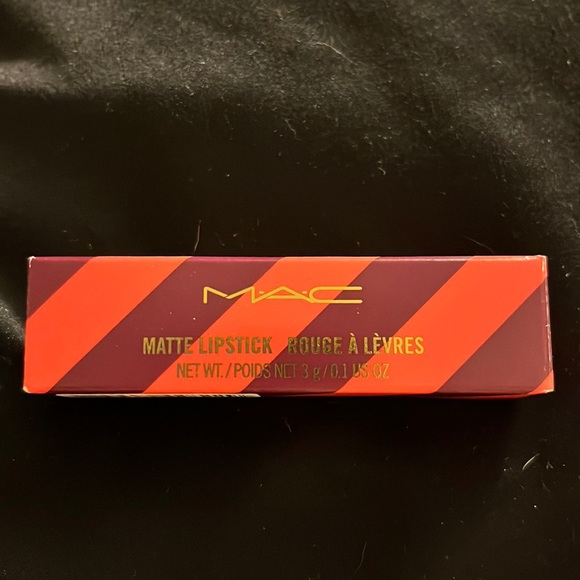 M·A·C
MATTE LIPSTICK ROUGE À LÈVRES
NET WT. / POIDS NET 3 g / 0.1 US OZ